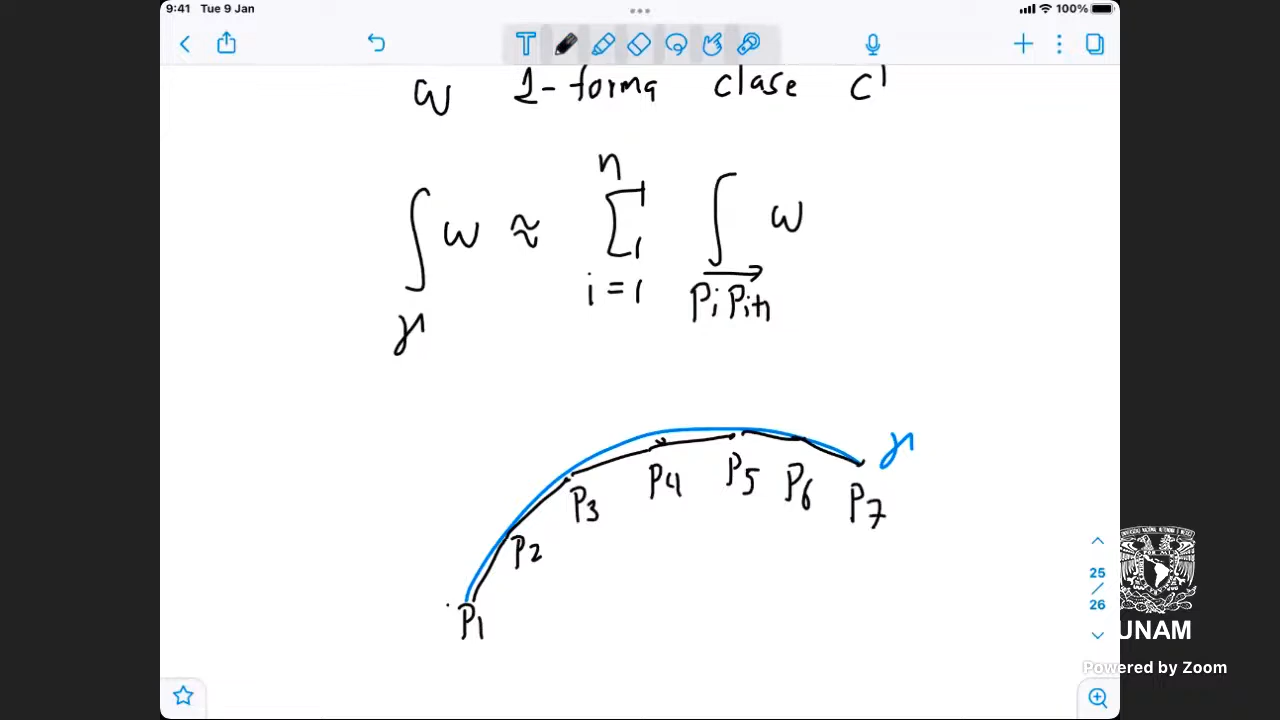 9:41 Tue 9 Jan
100%
ω 1-forma clase C¹
∫_γ ω ≈ ∑_{i=1}^{n} ∫_{\overrightarrow{P_i P_{i+1}}} ω
γ
P1 P2 P3 P4 P5 P6 P7
25
/
26
UNAM
Powered by Zoom